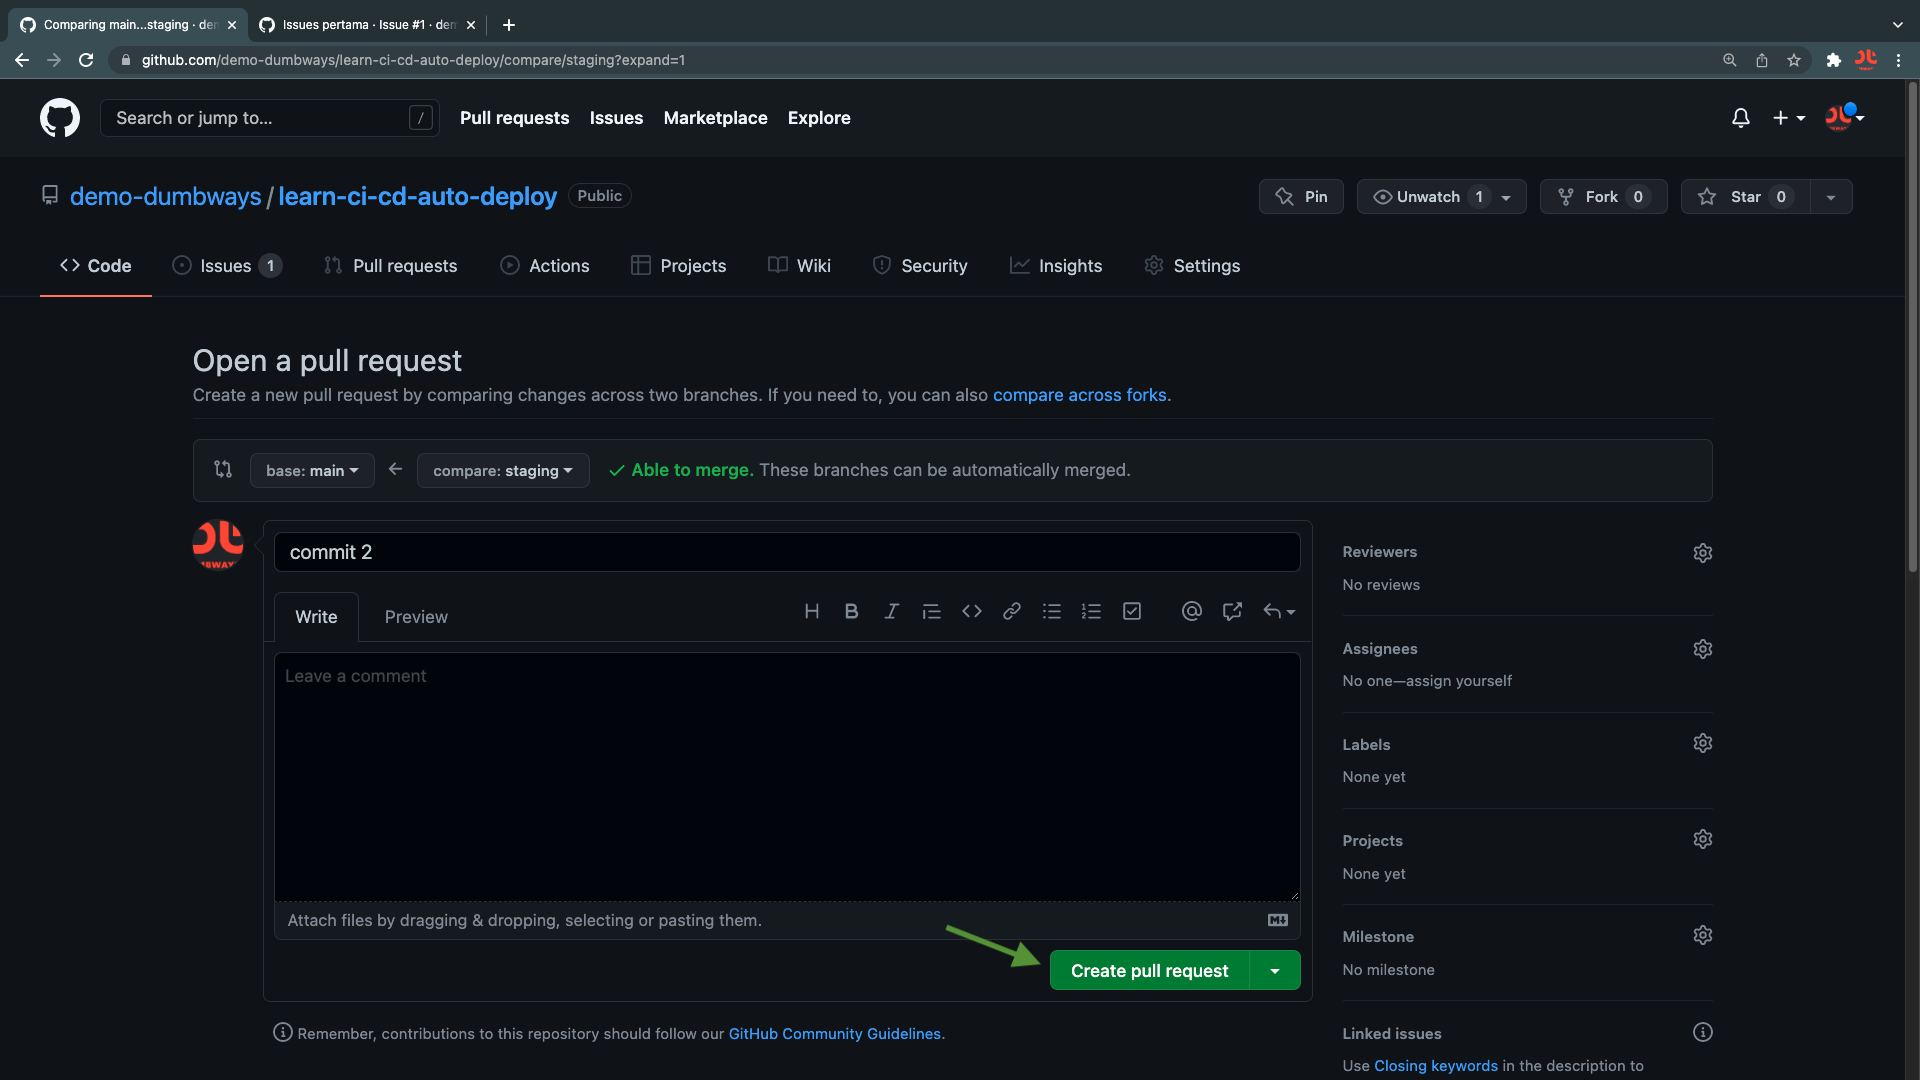 Comparing main...staging · den
Issues pertama · Issue #1 · dem
github.com/demo-dumbways/learn-ci-cd-auto-deploy/compare/staging?expand=1
Search or jump to... /
Pull requests Issues Marketplace Explore
demo-dumbways / learn-ci-cd-auto-deploy Public
Pin Unwatch 1 Fork 0 Star 0
Code Issues 1 Pull requests Actions Projects Wiki Security Insights Settings
Open a pull request
Create a new pull request by comparing changes across two branches. If you need to, you can also compare across forks.
base: main compare: staging Able to merge. These branches can be automatically merged.
commit 2
Write Preview
Leave a comment
Attach files by dragging & dropping, selecting or pasting them.
Create pull request
Remember, contributions to this repository should follow our GitHub Community Guidelines.
Reviewers
No reviews
Assignees
No one—assign yourself
Labels
None yet
Projects
None yet
Milestone
No milestone
Linked issues
Use Closing keywords in the description to